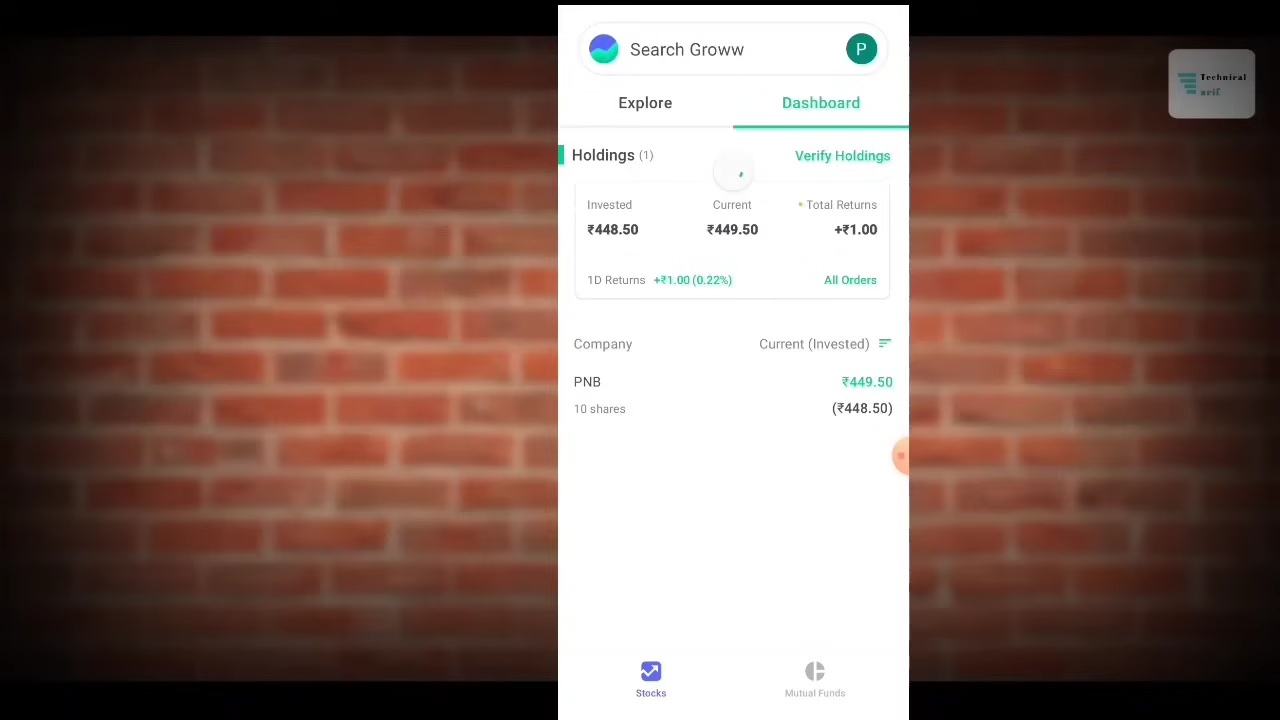 Search Groww
P
Technical
arif
Explore
Dashboard
Holdings (1)
Verify Holdings
Invested
Current
Total Returns
₹448.50
₹449.50
+₹1.00
1D Returns +₹1.00 (0.22%)
All Orders
Company
Current (Invested)
PNB
₹449.50
10 shares
(₹448.50)
Stocks
Mutual Funds